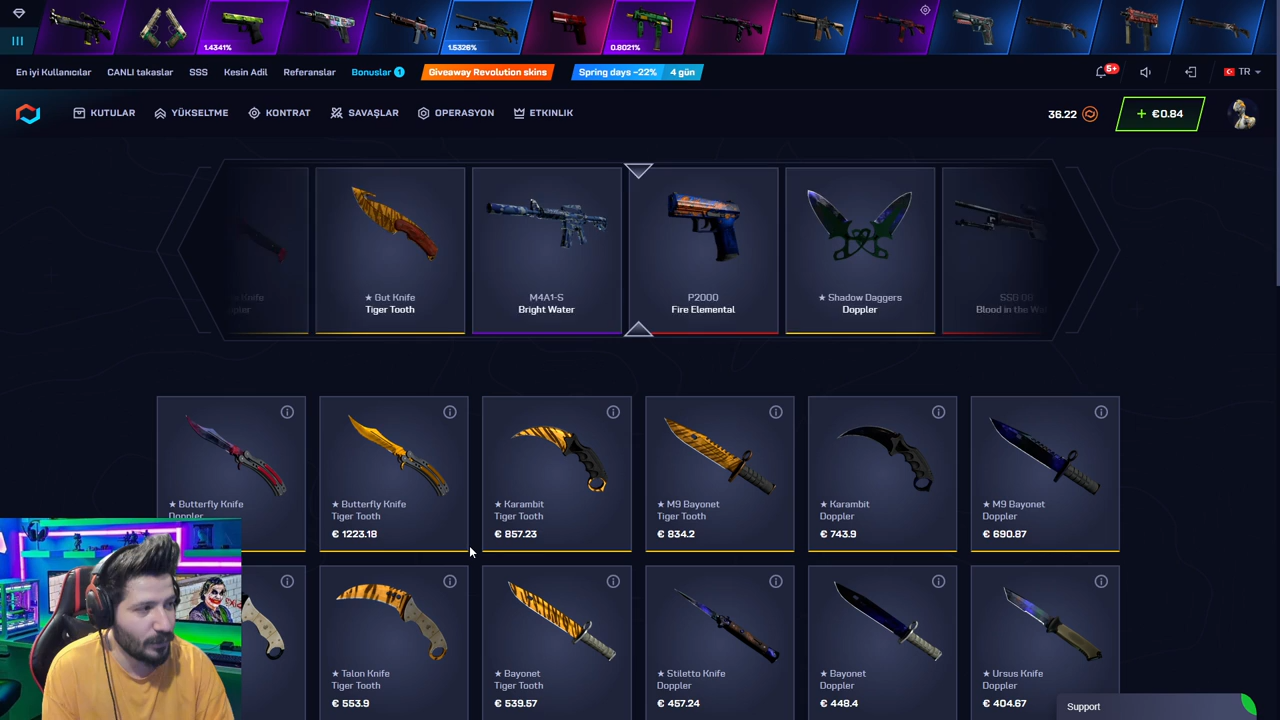 1.4341%
1.5326%
0.8021%
En iyi Kullanıcılar
CANLI takaslar
SSS
Kesin Adil
Referanslar
Bonuslar 1
Giveaway Revolution skins
Spring days −22%
4 gün
5+
TR
KUTULAR
YÜKSELTME
KONTRAT
SAVAŞLAR
OPERASYON
ETKINLIK
36.22
+ €0.84
★ Gut Knife
Tiger Tooth
M4A1-S
Bright Water
P2000
Fire Elemental
★ Shadow Daggers
Doppler
Blood in the
★ Butterfly Knife
Doppler
★ Butterfly Knife
Tiger Tooth
€ 1223.18
★ Karambit
Tiger Tooth
€ 857.23
★ M9 Bayonet
Tiger Tooth
€ 834.2
★ Karambit
Doppler
€ 743.9
★ M9 Bayonet
Doppler
€ 690.87
★ Talon Knife
Tiger Tooth
€ 553.9
★ Bayonet
Tiger Tooth
€ 539.57
★ Stiletto Knife
Doppler
€ 457.24
★ Bayonet
Doppler
€ 448.4
★ Ursus Knife
Doppler
€ 404.67
Support